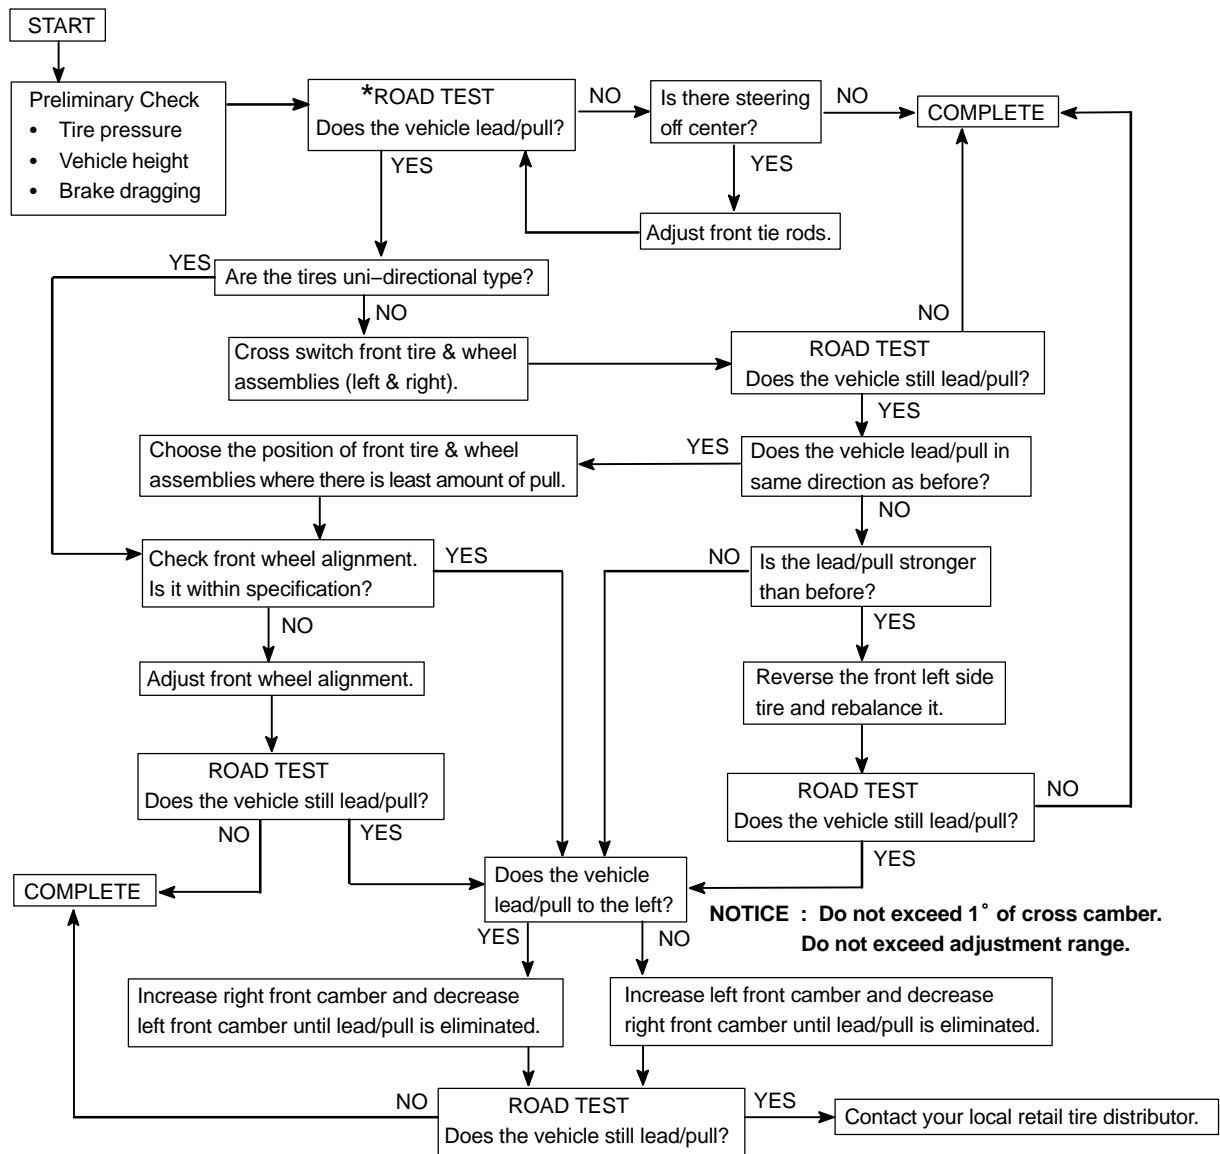 START
Preliminary Check
• Tire pressure
• Vehicle height
• Brake dragging
*ROAD TEST
Does the vehicle lead/pull?
NO
Is there steering
off center?
NO
COMPLETE
YES
YES
Adjust front tie rods.
YES
Are the tires uni–directional type?
NO
Cross switch front tire & wheel
assemblies (left & right).
NO
ROAD TEST
Does the vehicle still lead/pull?
YES
Choose the position of front tire & wheel
assemblies where there is least amount of pull.
YES
Does the vehicle lead/pull in
same direction as before?
NO
Check front wheel alignment.
Is it within specification?
YES
NO
Is the lead/pull stronger
than before?
NO
YES
Adjust front wheel alignment.
Reverse the front left side
tire and rebalance it.
ROAD TEST
Does the vehicle still lead/pull?
NO
YES
ROAD TEST
Does the vehicle still lead/pull?
NO
YES
COMPLETE
Does the vehicle
lead/pull to the left?
NOTICE : Do not exceed 1° of cross camber.
Do not exceed adjustment range.
YES
NO
Increase right front camber and decrease
left front camber until lead/pull is eliminated.
Increase left front camber and decrease
right front camber until lead/pull is eliminated.
NO
ROAD TEST
Does the vehicle still lead/pull?
YES
Contact your local retail tire distributor.